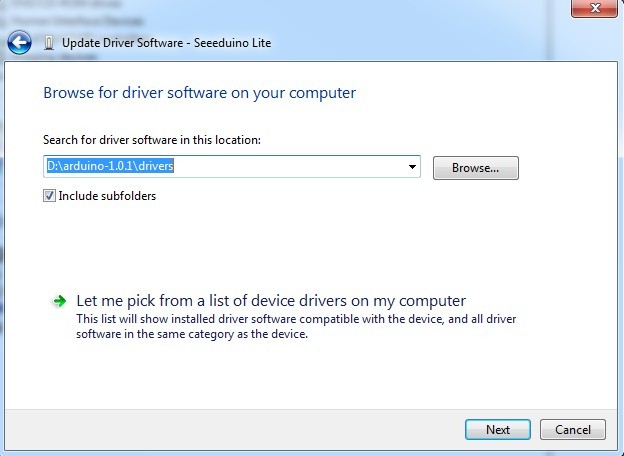 Update Driver Software - Seeeduino Lite
Browse for driver software on your computer
Search for driver software in this location:
D:\arduino-1.0.1\drivers
Browse...
Include subfolders
Let me pick from a list of device drivers on my computer
This list will show installed driver software compatible with the device, and all driver
software in the same category as the device.
Next
Cancel